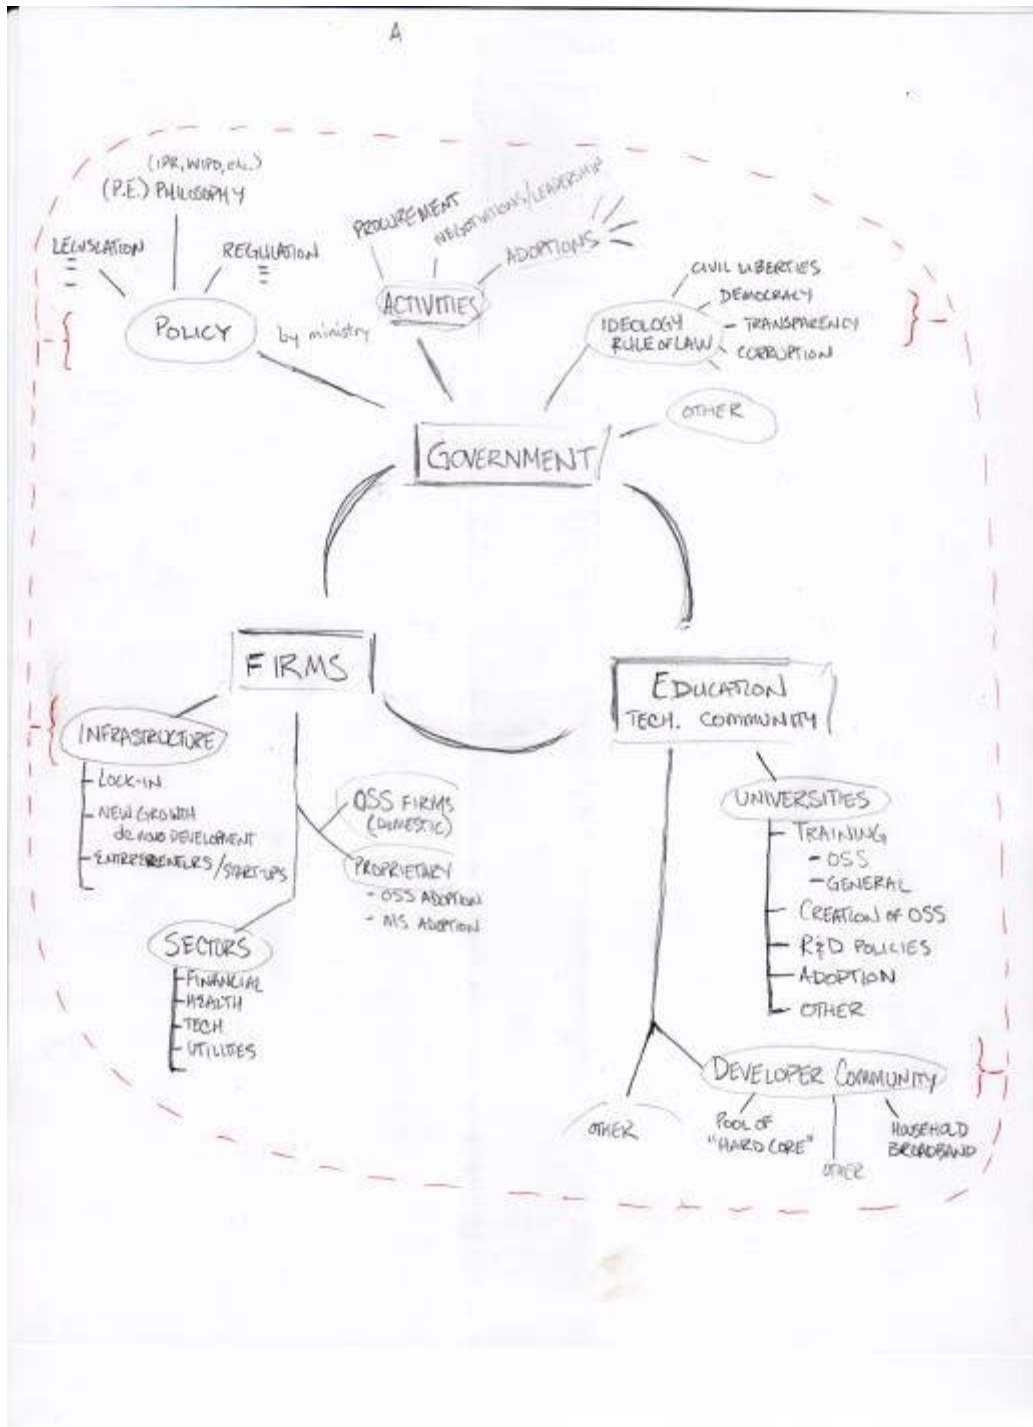 A
(IPR, WIPO, etc.)
(P.E.) PHILOSOPHY
LEGISLATION
REGULATION
POLICY
by ministry
PROCUREMENT
NEGOTIATIONS/LEADERSHIP
ADOPTIONS
ACTIVITIES
CIVIL LIBERTIES
DEMOCRACY
- TRANSPARENCY
CORRUPTION
IDEOLOGY
RULE OF LAW
OTHER
GOVERNMENT
FIRMS
INFRASTRUCTURE
- LOCK-IN
- NEW GROWTH
de novo DEVELOPMENT
- ENTREPRENEURS/START-UPS
OSS FIRMS
(DOMESTIC)
PROPRIETARY
- OSS ADOPTION
- MS ADOPTION
SECTORS
- FINANCIAL
- HEALTH
- TECH
- UTILITES
EDUCATION
TECH. COMMUNITY
UNIVERSITIES
- TRAINING
- OSS
- GENERAL
- CREATION OF OSS
- R&D POLICIES
- ADOPTION
- OTHER
DEVELOPER COMMUNITY
POOL OF
"HARD CORE"
OTHER
HOUSEHOLD
BROADBAND
OTHER